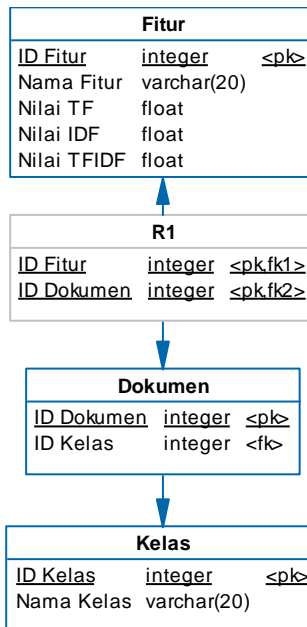 Fitur
ID Fitur integer <pk>
Nama Fitur varchar(20)
Nilai TF float
Nilai IDF float
Nilai TFIDF float
R1
ID Fitur integer <pk,fk1>
ID Dokumen integer <pk,fk2>
Dokumen
ID Dokumen integer <pk>
ID Kelas integer <fk>
Kelas
ID Kelas integer <pk>
Nama Kelas varchar(20)